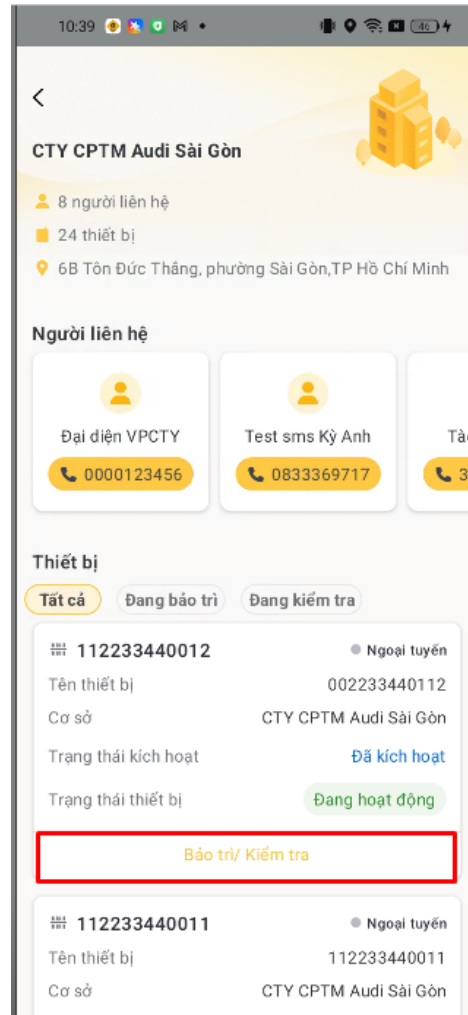 10:39
46
CTY CPTM Audi Sài Gòn
8 người liên hệ
24 thiết bị
6B Tôn Đức Thắng, phường Sài Gòn,TP Hồ Chí Minh
Người liên hệ
Đại diện VPCTY
Test sms Kỳ Anh
0000123456
0833369717
Thiết bị
Tất cả Đang bảo trì Đang kiểm tra
112233440012 Ngoại tuyến
Tên thiết bị 002233440112
Cơ sở CTY CPTM Audi Sài Gòn
Trạng thái kích hoạt Đã kích hoạt
Trạng thái thiết bị Đang hoạt động
Bảo trì/ Kiểm tra
112233440011 Ngoại tuyến
Tên thiết bị 112233440011
Cơ sở CTY CPTM Audi Sài Gòn